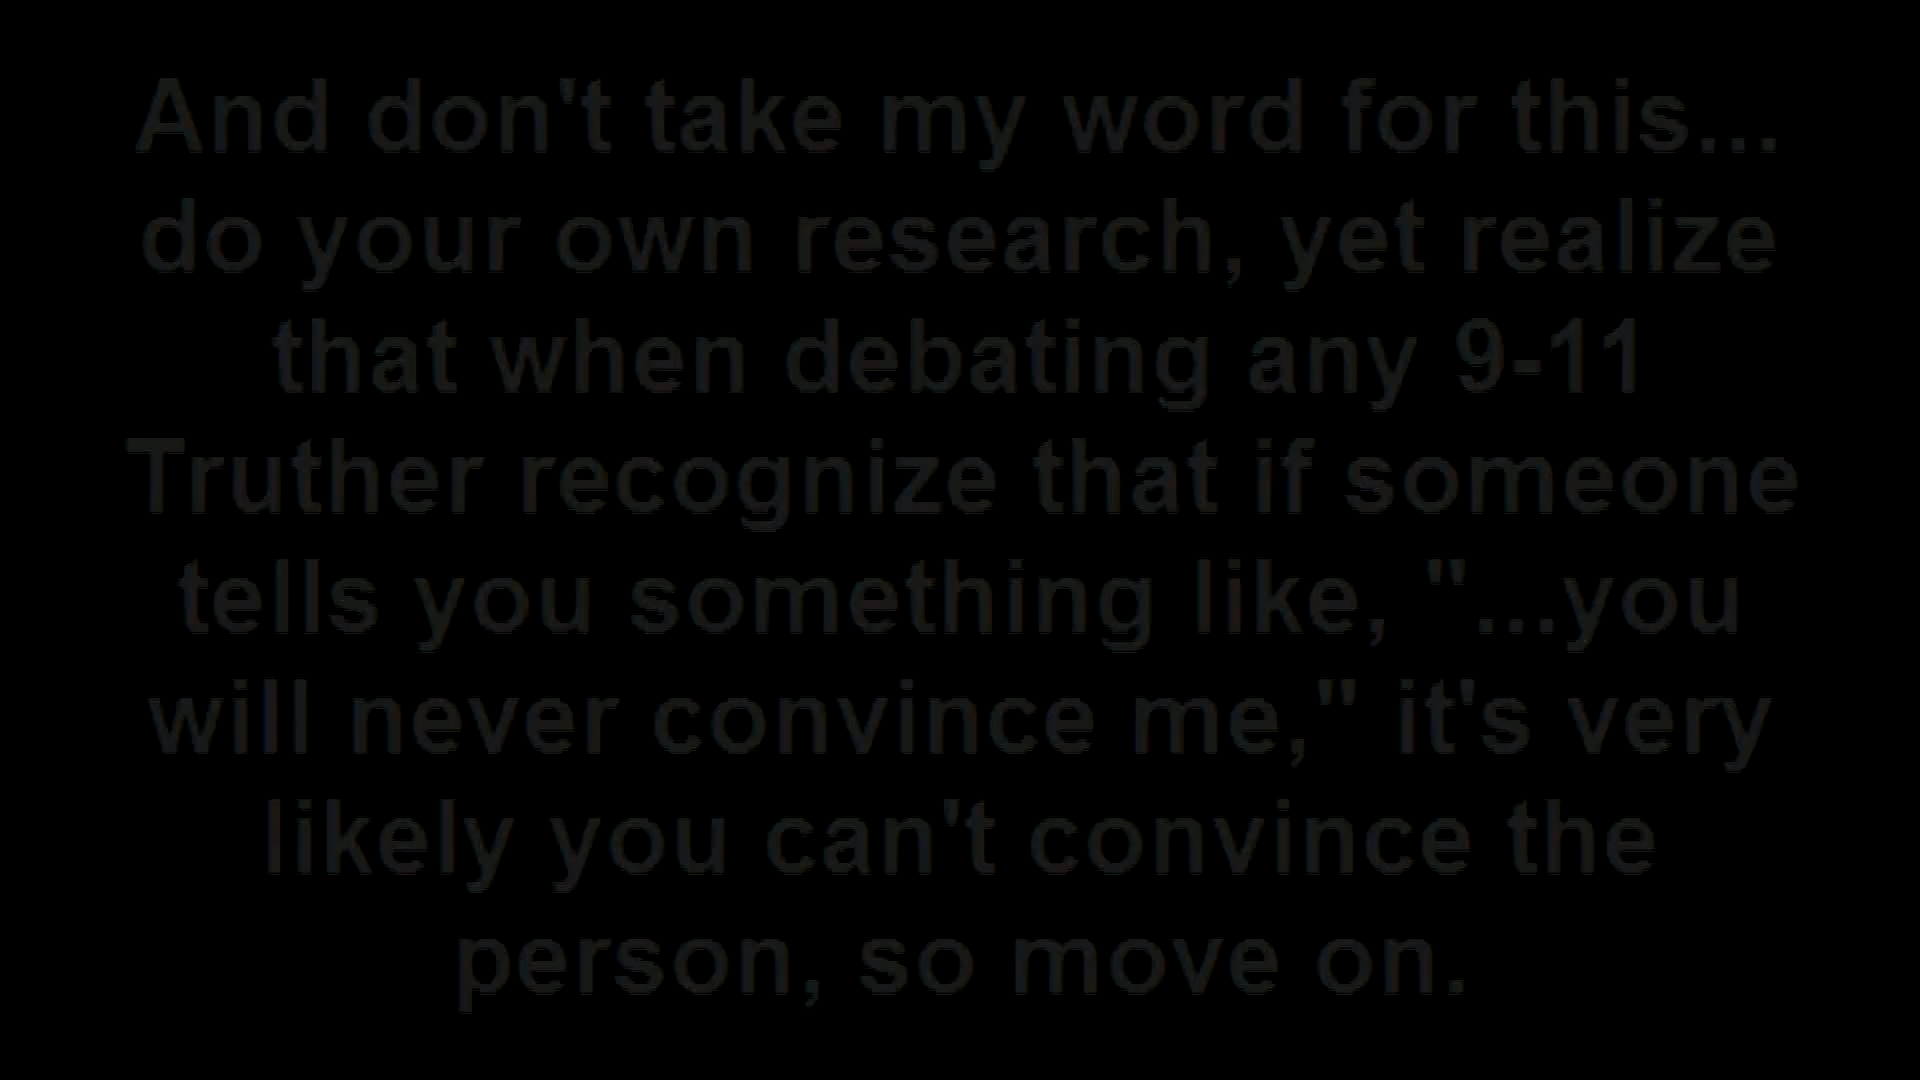 And don't take my word for this...
do your own research, yet realize
that when debating any 9-11
Truther recognize that if someone
tells you something like, "...you
will never convince me," it's very
likely you can't convince the
person, so move on.